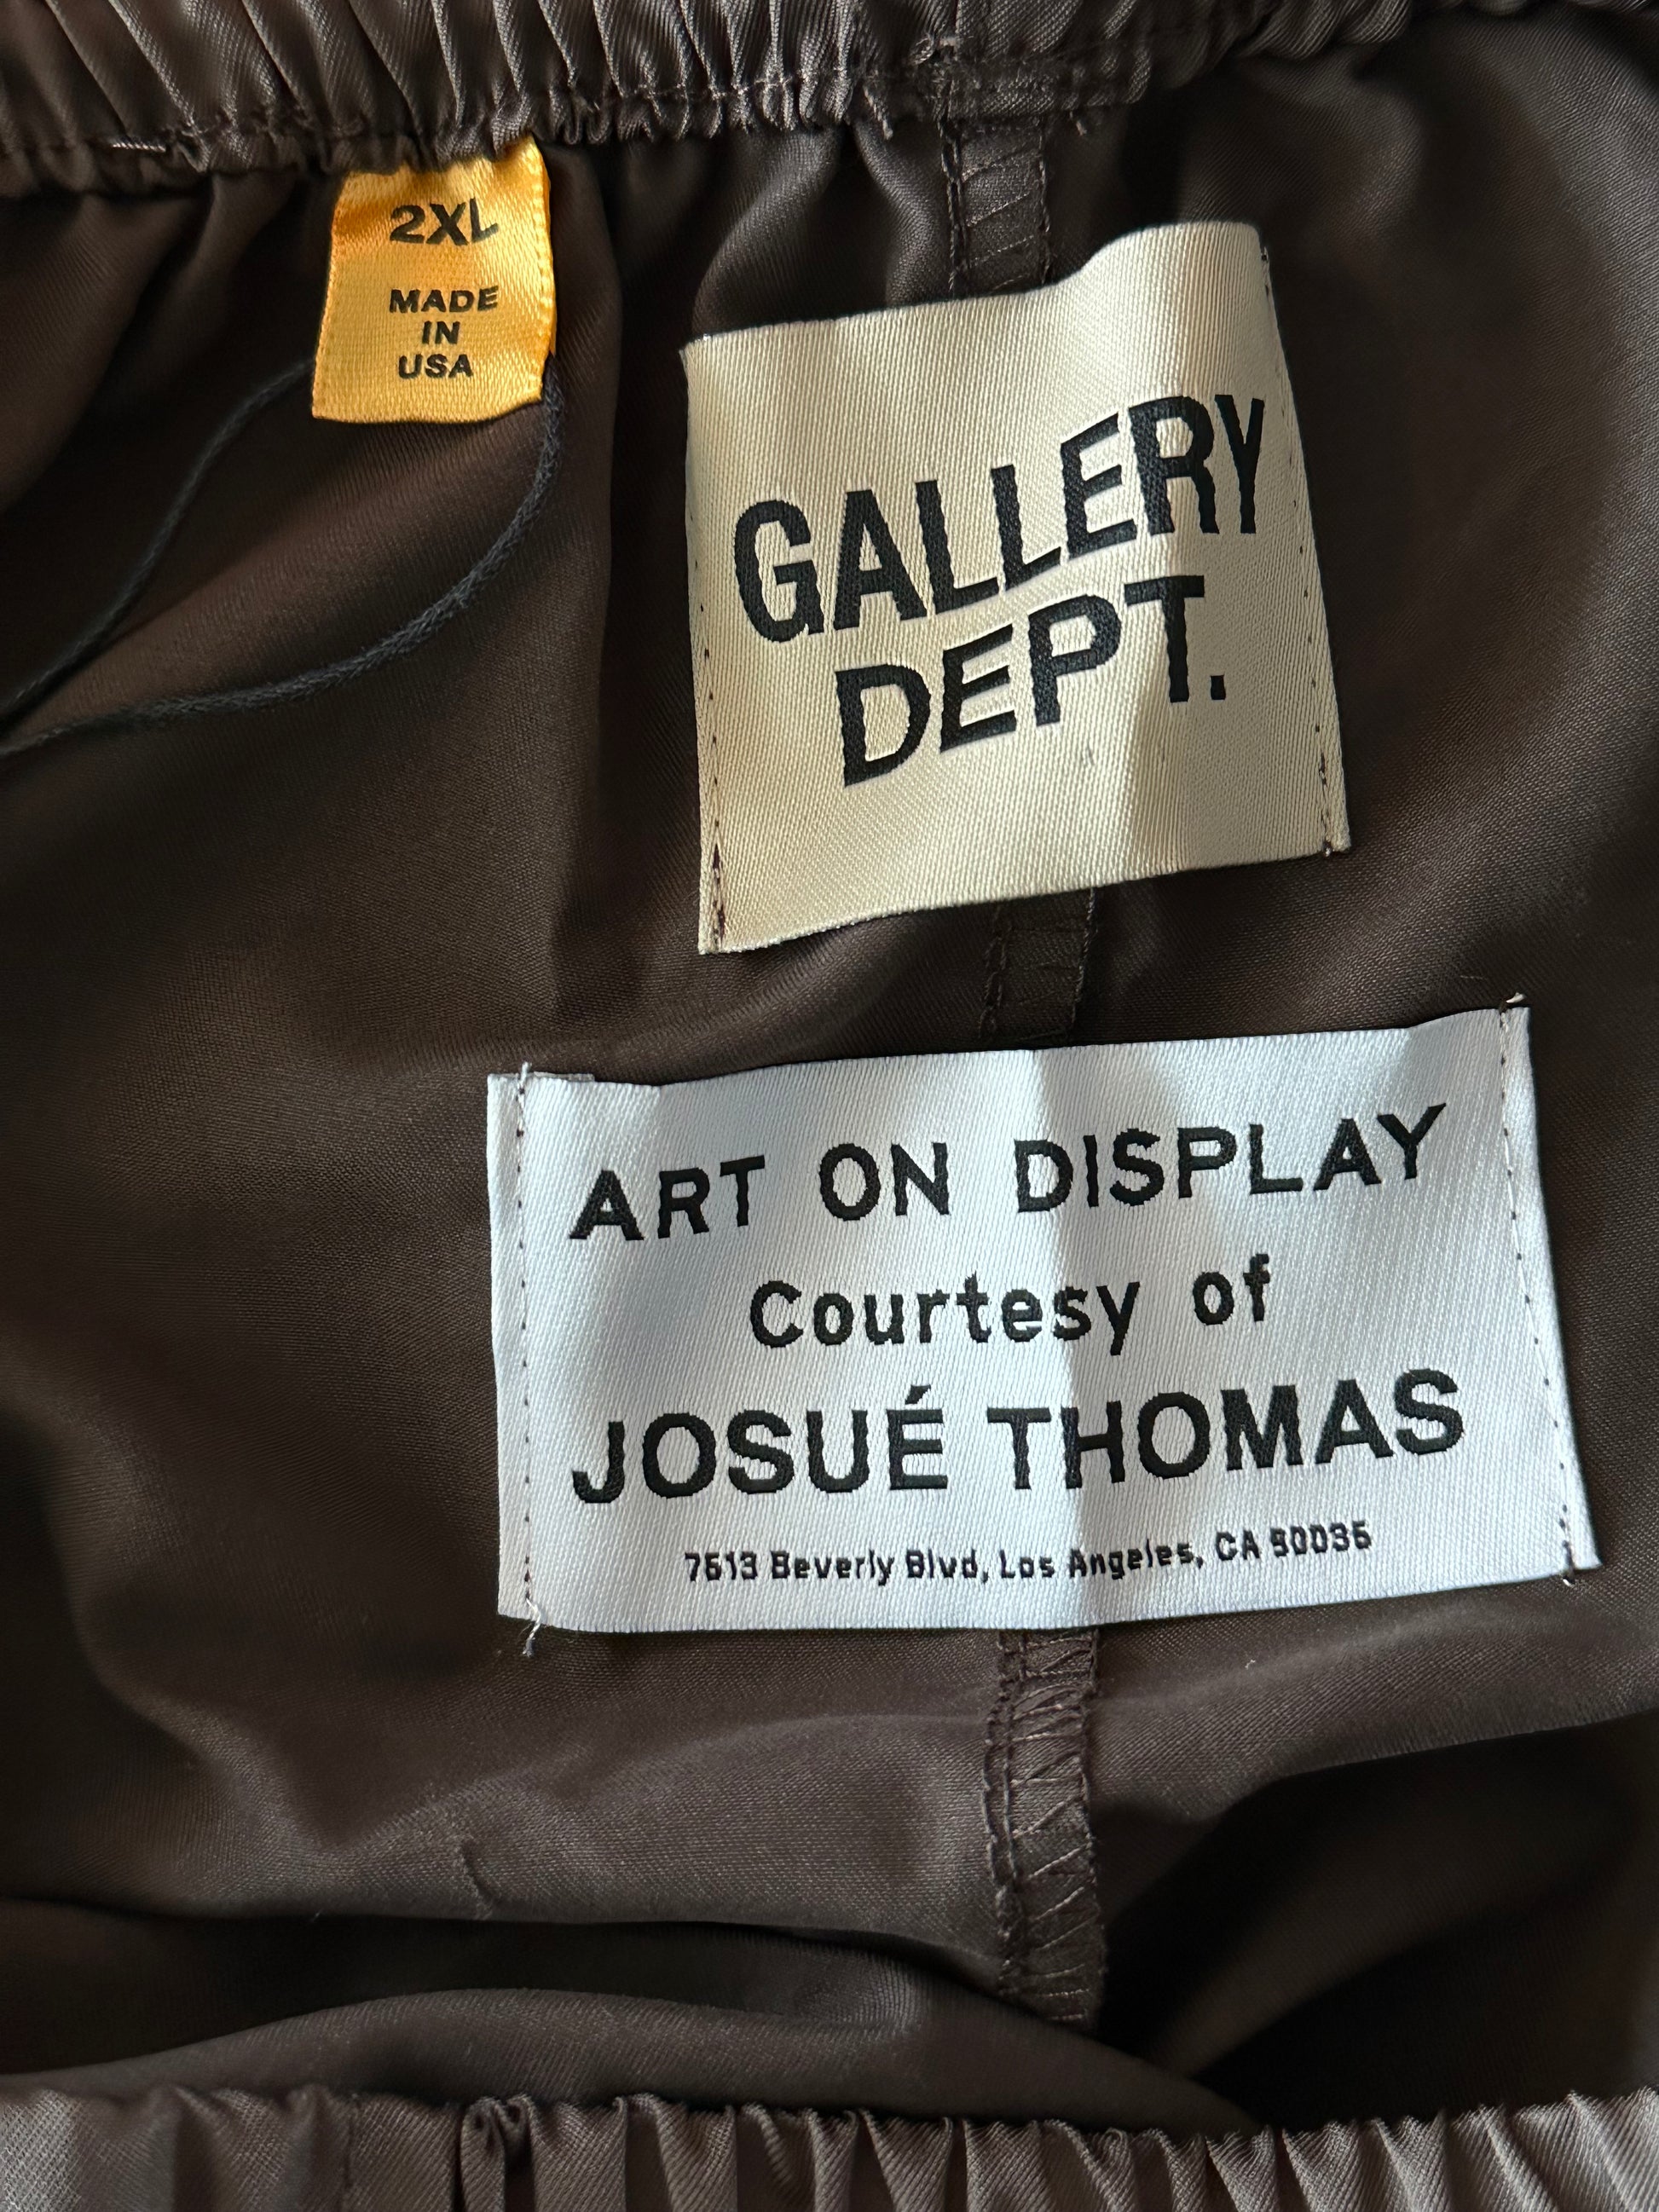 2XL
MADE
IN
USA
GALLERY
DEPT.
ART ON DISPLAY
Courtesy of
JOSUÉ THOMAS
7613 Beverly Blvd, Los Angeles, CA 90036